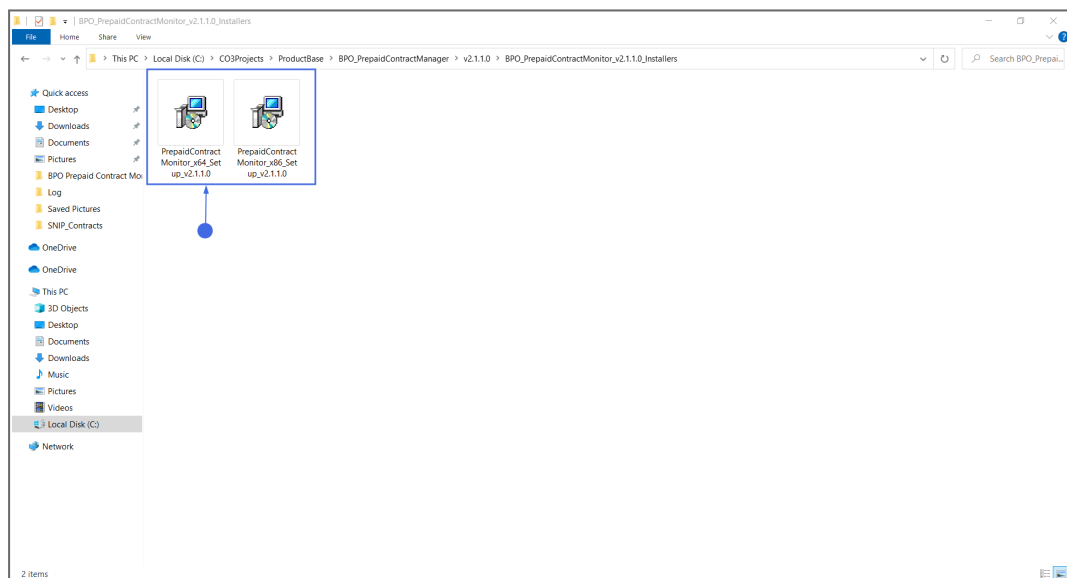 BPO_PrepaidContractMonitor_v2.1.1.0_Installers
File Home Share View
This PC > Local Disk (C:) > CO3Projects > ProductBase > BPO_PrepaidContractManager > v2.1.1.0 > BPO_PrepaidContractMonitor_v2.1.1.0_Installers
Search BPO_Prepai...
Quick access
Desktop
Downloads
Documents
Pictures
BPO Prepaid Contract Mo
Log
Saved Pictures
SNIP_Contracts
OneDrive
OneDrive
This PC
3D Objects
Desktop
Documents
Downloads
Music
Pictures
Videos
Local Disk (C:)
Network
PrepaidContract
Monitor_x64_Set
up_v2.1.1.0
PrepaidContract
Monitor_x86_Set
up_v2.1.1.0
2 items